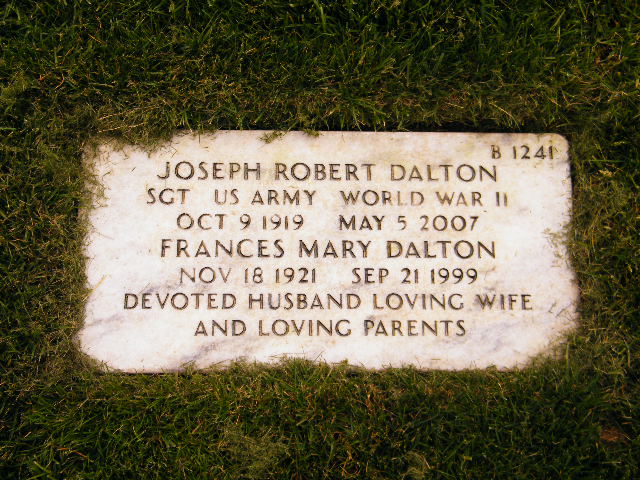 B 1241
JOSEPH ROBERT DALTON
SGT US ARMY WORLD WAR II
OCT 9 1919 MAY 5 2007
FRANCES MARY DALTON
NOV 18 1921 SEP 21 1999
DEVOTED HUSBAND LOVING WIFE
AND LOVING PARENTS